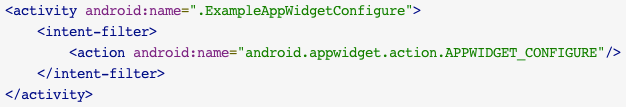 <activity android:name=".ExampleAppWidgetConfigure">
    <intent-filter>
        <action android:name="android.appwidget.action.APPWIDGET_CONFIGURE"/>
    </intent-filter>
</activity>